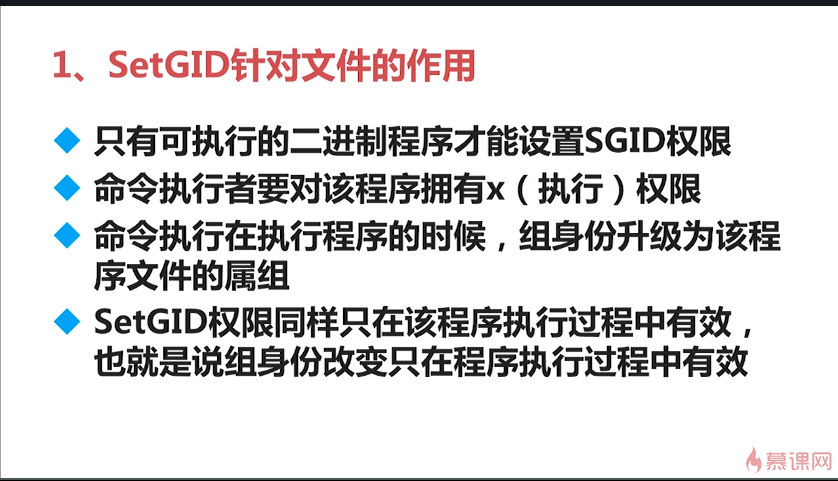 1、SetGID针对文件的作用
只有可执行的二进制程序才能设置SGID权限
命令执行者要对该程序拥有x（执行）权限
命令执行在执行程序的时候，组身份升级为该程
序文件的属组
SetGID权限同样只在该程序执行过程中有效，
也就是说组身份改变只在程序执行过程中有效
慕课网